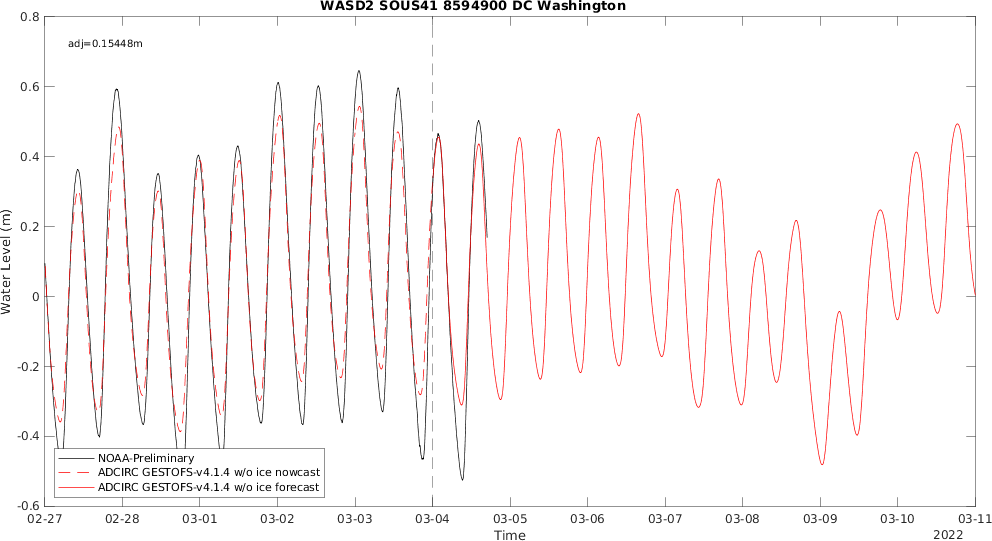 WASD2 SOUS41 8594900 DC Washington
adj=0.15448m
0.8
0.6
0.4
0.2
0
-0.2
-0.4
-0.6
Water Level (m)
NOAA-Preliminary
ADCIRC GESTOFS-v4.1.4 w/o ice nowcast
ADCIRC GESTOFS-v4.1.4 w/o ice forecast
02-27 02-28 03-01 03-02 03-03 03-04 03-05 03-06 03-07 03-08 03-09 03-10 03-11
Time
2022